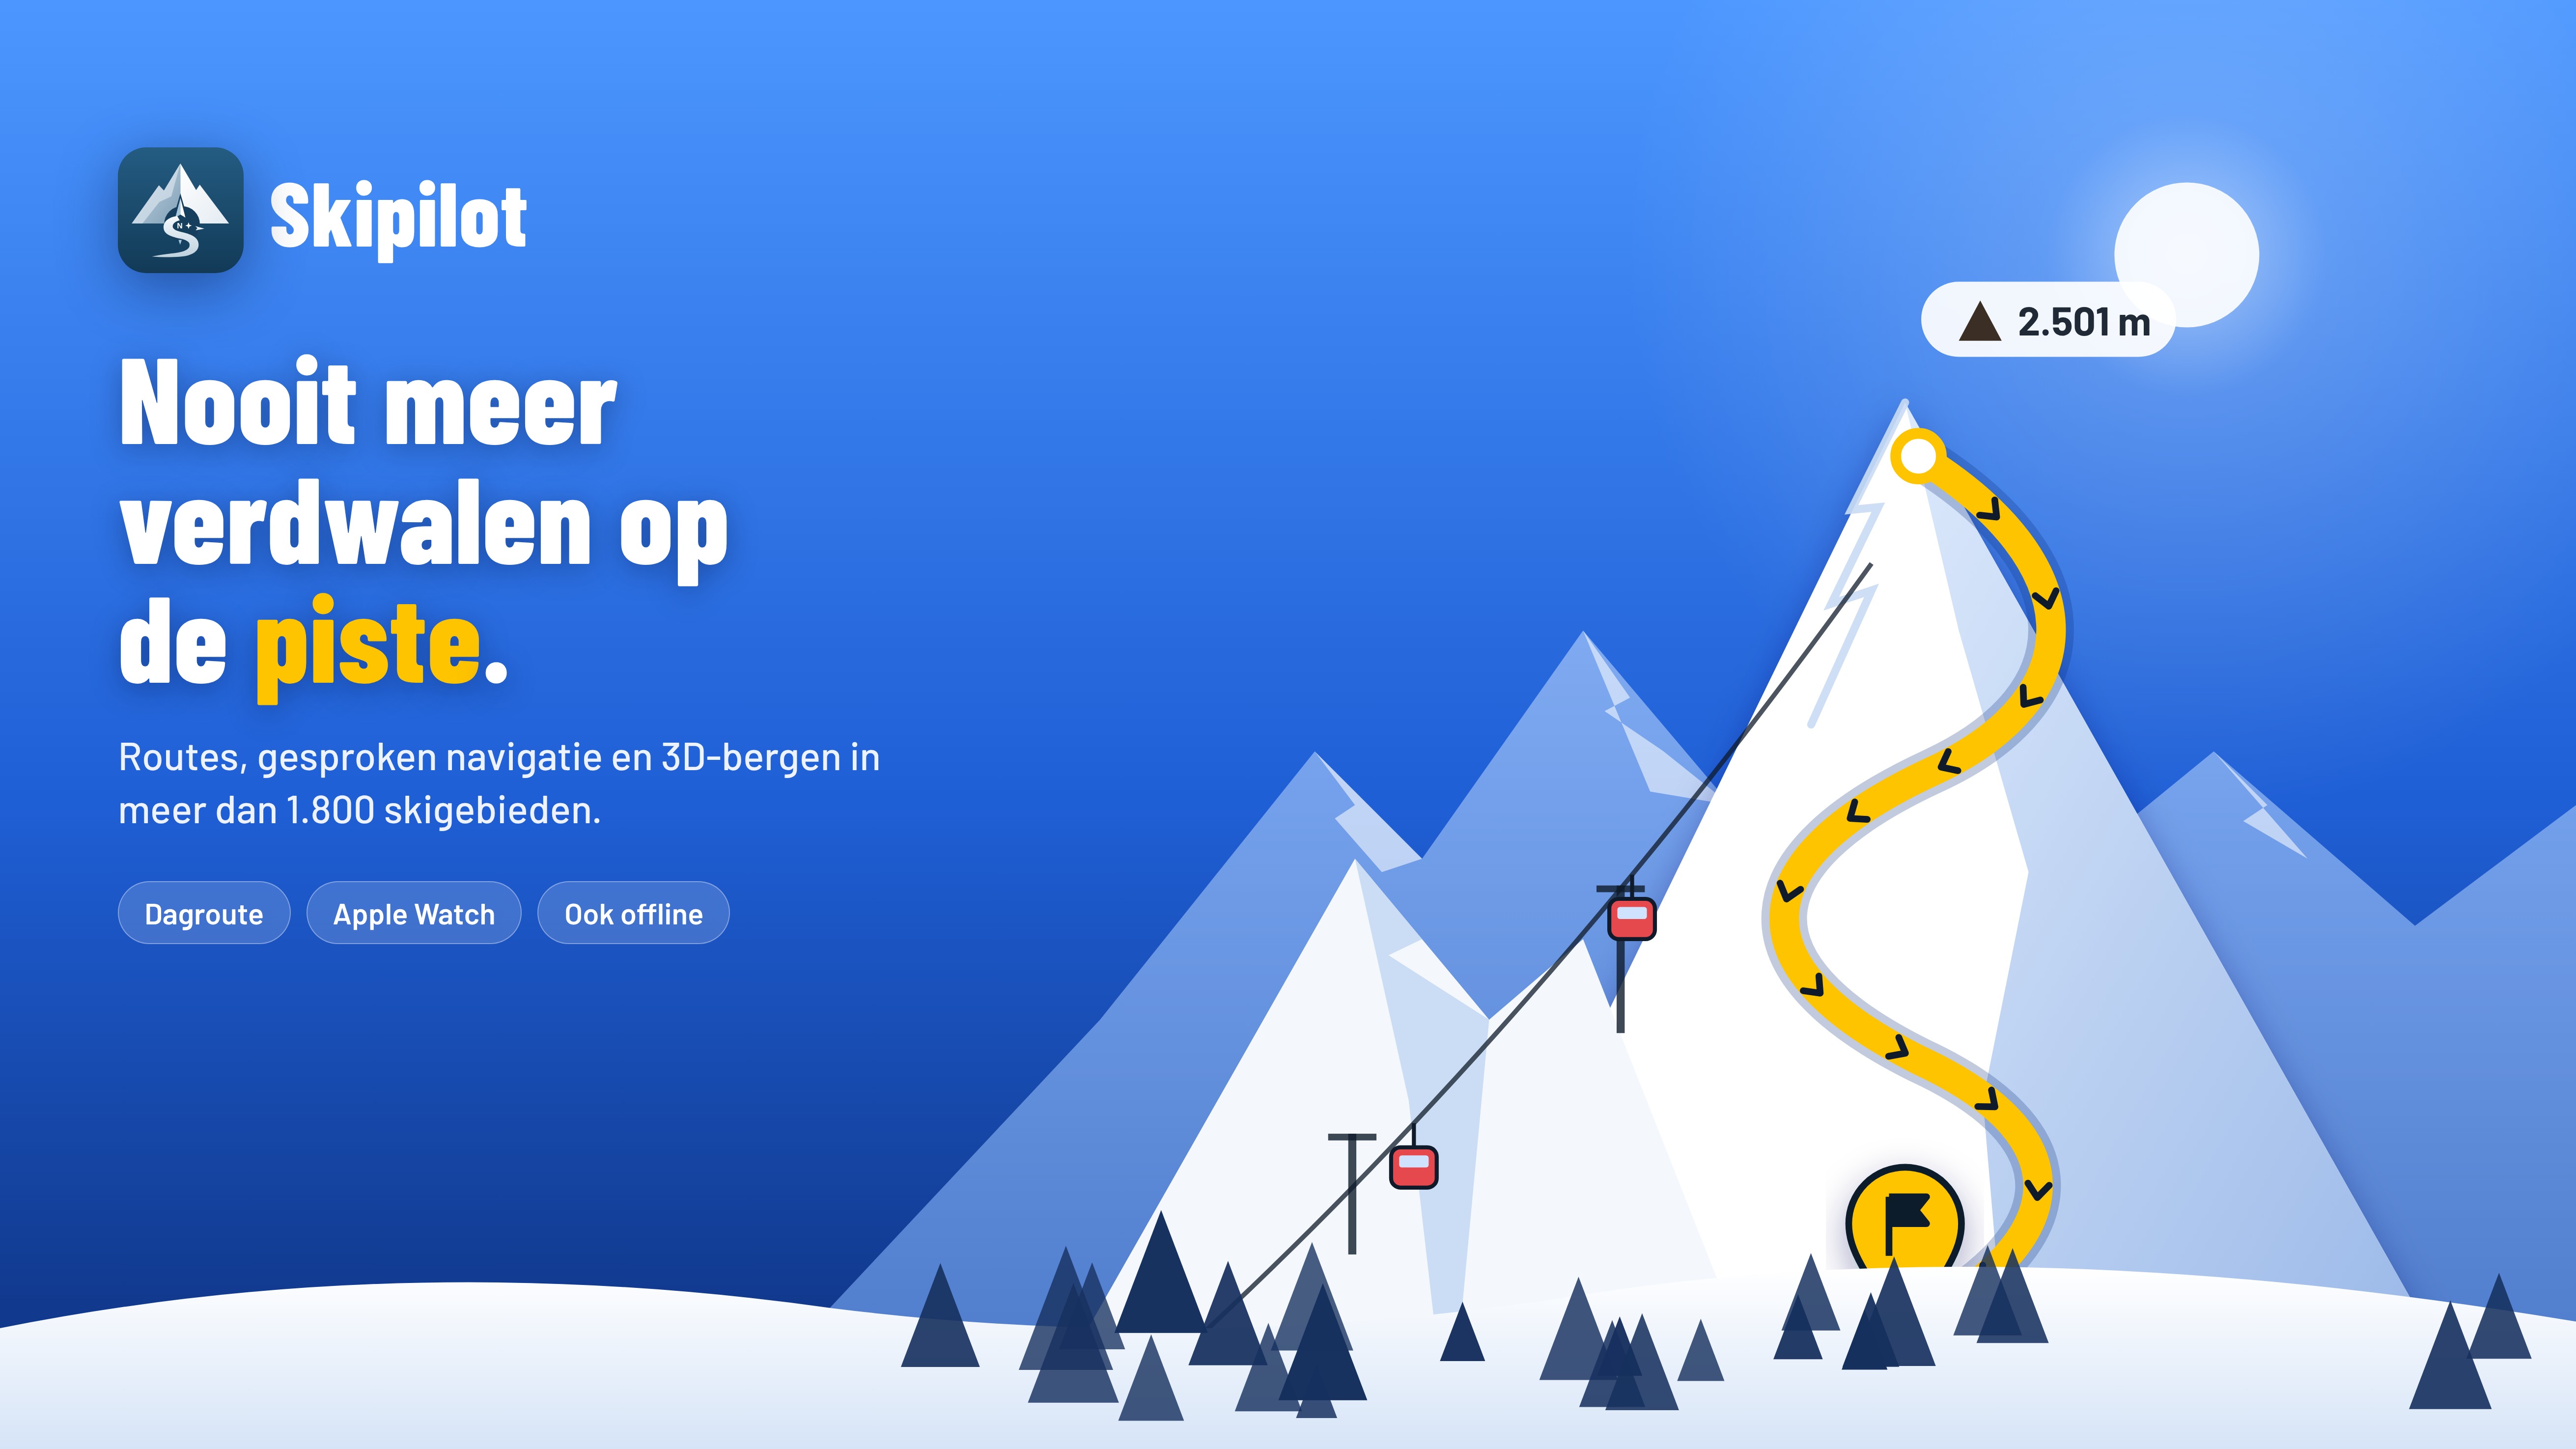 N
Skipilot
2.501 m
Nooit meer
verdwalen op
de piste.
Routes, gesproken navigatie en 3D-bergen in
meer dan 1.800 skigebieden.
Dagroute
Apple Watch
Ook offline